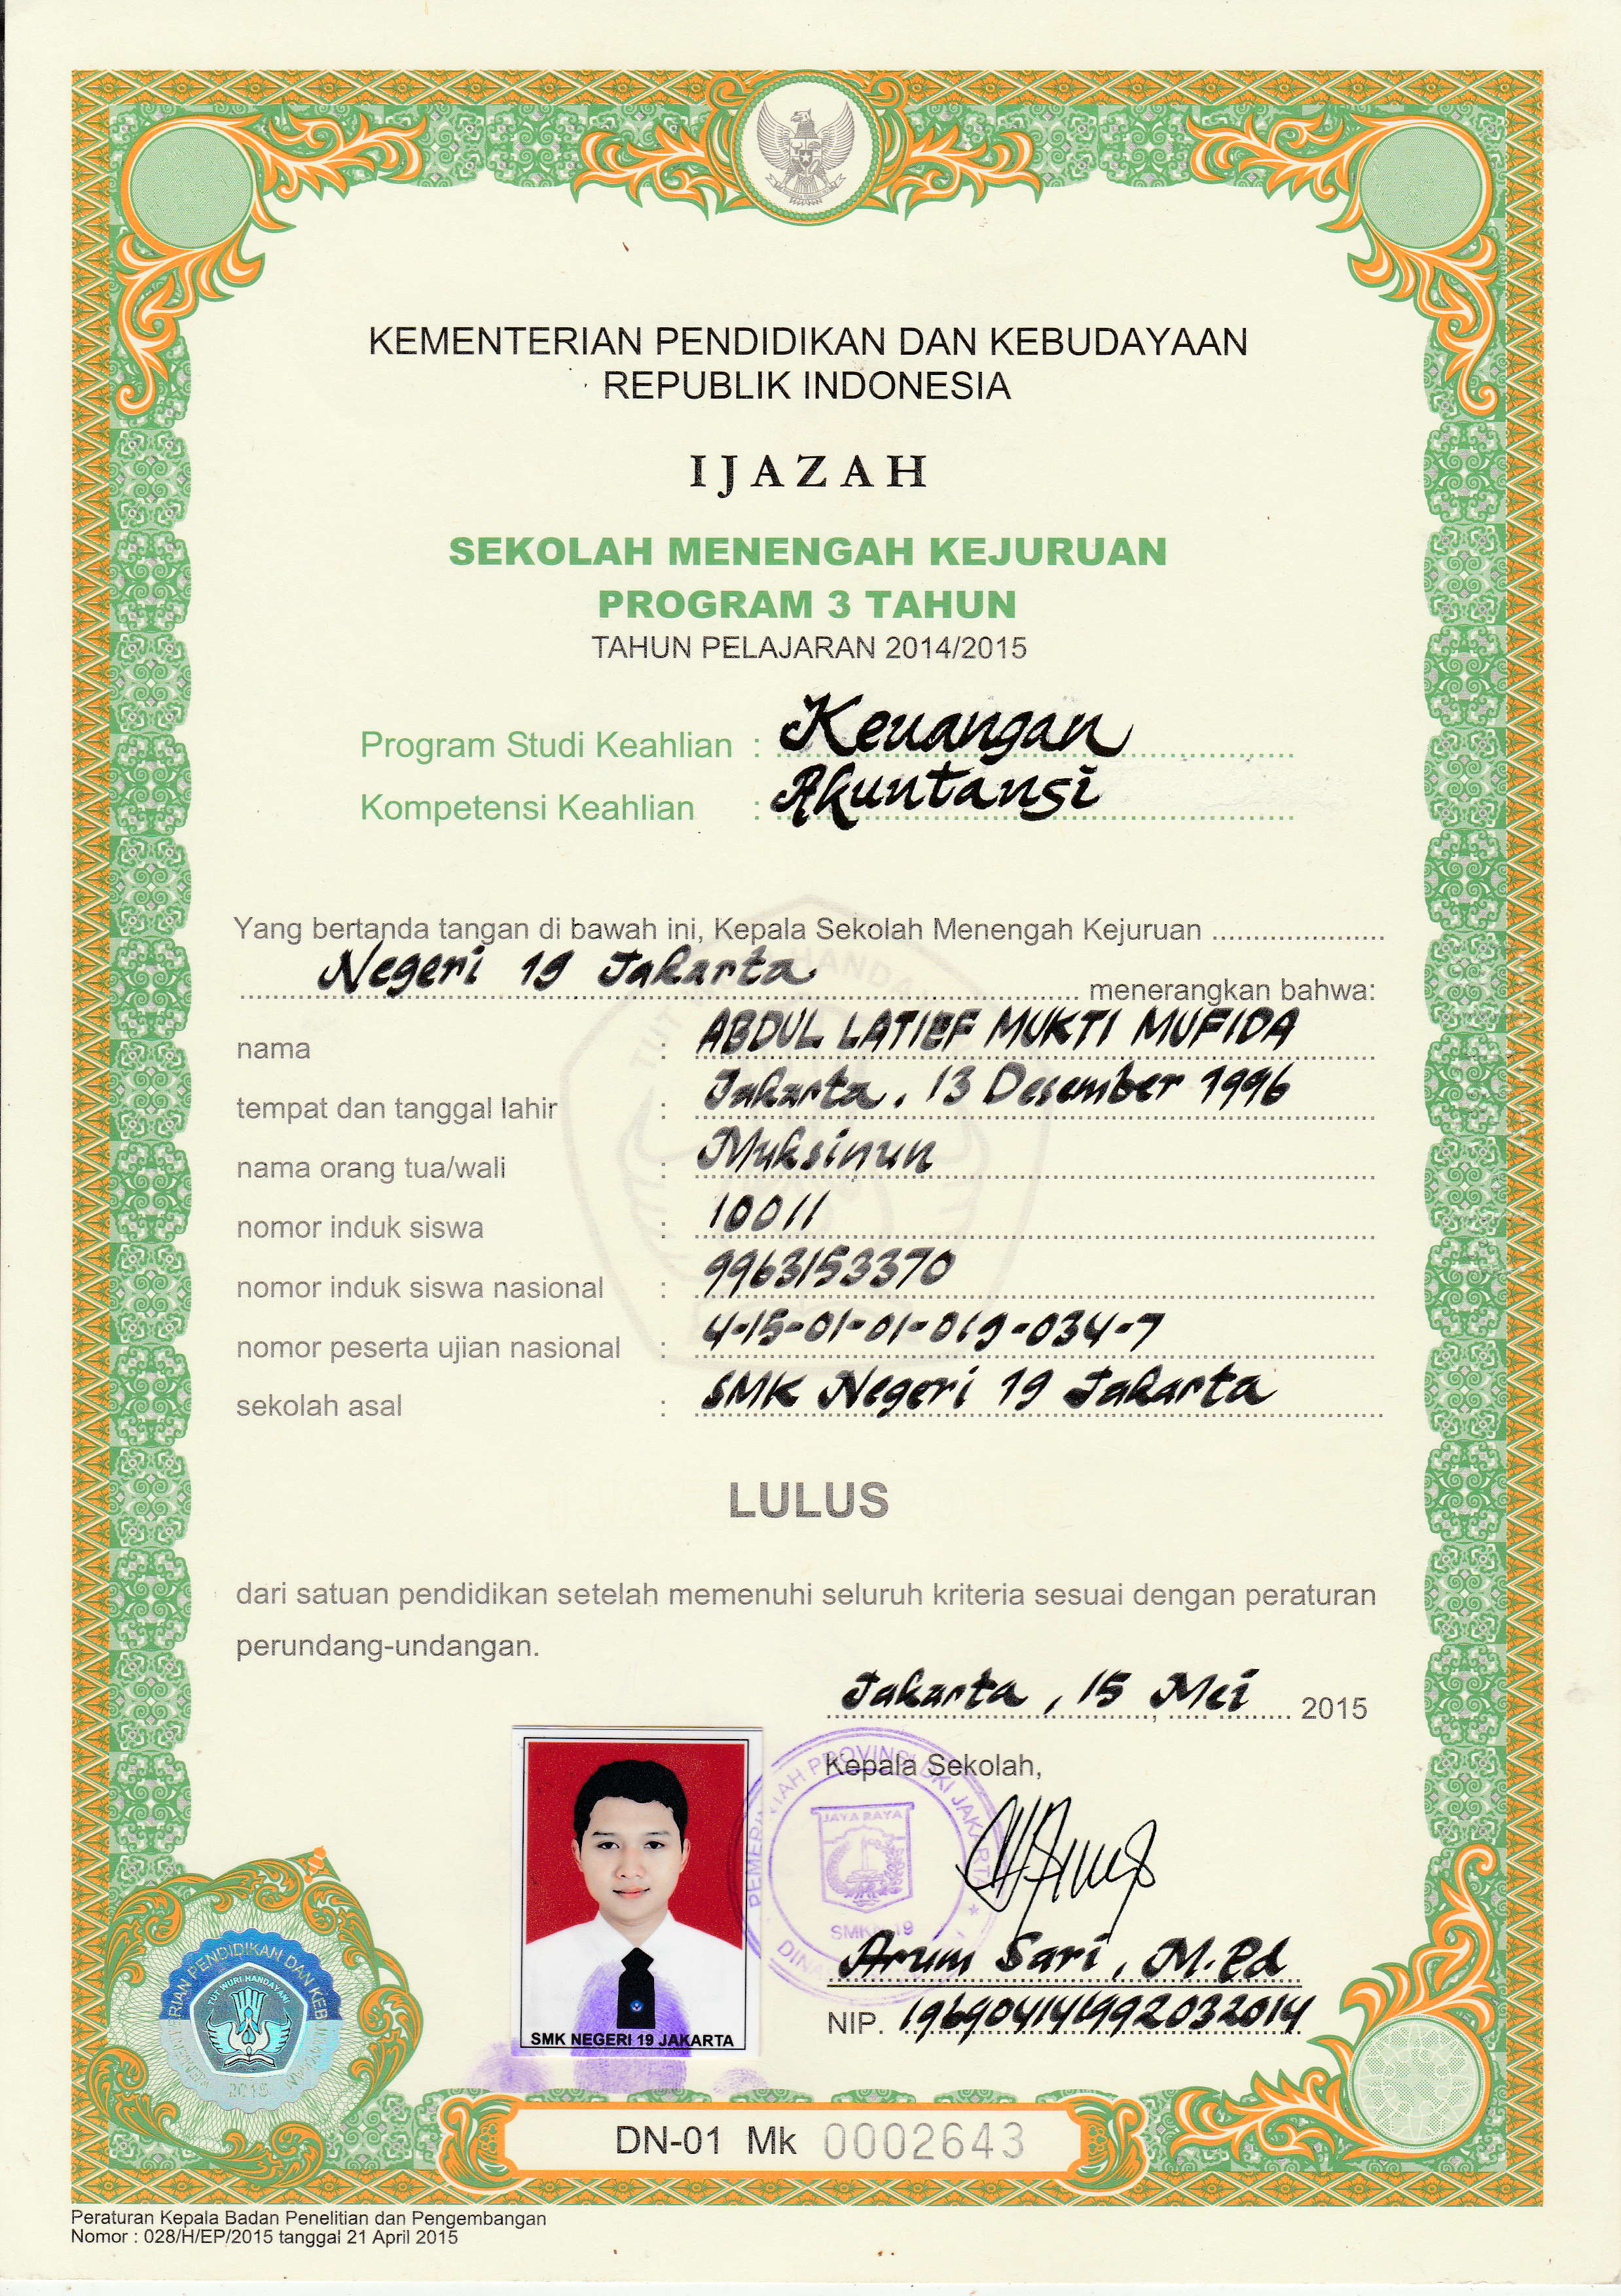 KEMENTERIAN PENDIDIKAN DAN KEBUDAYAAN
REPUBLIK INDONESIA
IJAZAH
SEKOLAH MENENGAH KEJURUAN
PROGRAM 3 TAHUN
TAHUN PELAJARAN 2014/2015
Program Studi Keahlian : Keuangan
Kompetensi Keahlian : Akuntansi
Yang bertanda tangan di bawah ini, Kepala Sekolah Menengah Kejuruan
Negeri 19 Jakarta menerangkan bahwa:
nama : ABDUL LATIEF MUKTI MUFIDA
tempat dan tanggal lahir : Jakarta, 13 Desember 1996
nama orang tua/wali : Muksinun
nomor induk siswa : 10011
nomor induk siswa nasional : 9963153370
nomor peserta ujian nasional : 4-15-01-01-019-034-7
sekolah asal : SMK Negeri 19 Jakarta
LULUS
dari satuan pendidikan setelah memenuhi seluruh kriteria sesuai dengan peraturan
perundang-undangan.
Jakarta, 15 Mei 2015
Kepala Sekolah,
PEMERINTAH PROVINSI DKI JAKARTA
JAYA RAYA
SMKN 19
Arum Sari, M.Pd
NIP. 196904141992032014
SMK NEGERI 19 JAKARTA
TUT WURI HANDAYANI
2015
DN-01 Mk 0002643
Peraturan Kepala Badan Penelitian dan Pengembangan
Nomor : 028/H/EP/2015 tanggal 21 April 2015